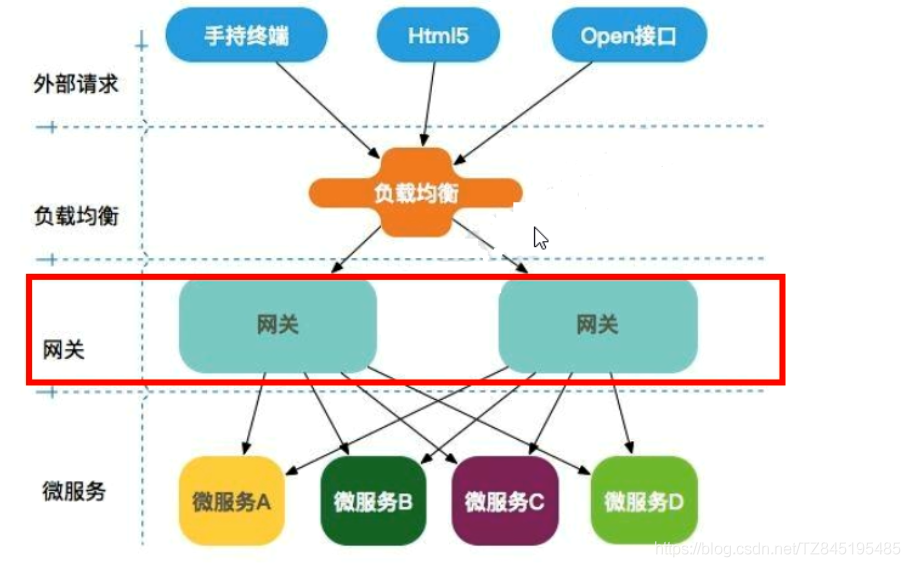 手持终端
Html5
Open接口
外部请求
负载均衡
负载均衡
网关
网关
网关
微服务
微服务A
微服务B
微服务C
微服务D
https://blog.csdn.net/TZ845195485